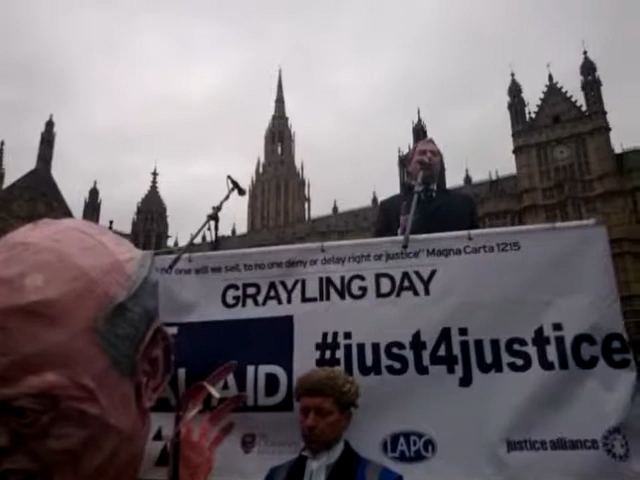 no one will we sell, to no one deny or delay right or justice" Magna Carta 1215
GRAYLING DAY
#just4justice
AID
LAPG
justice alliance